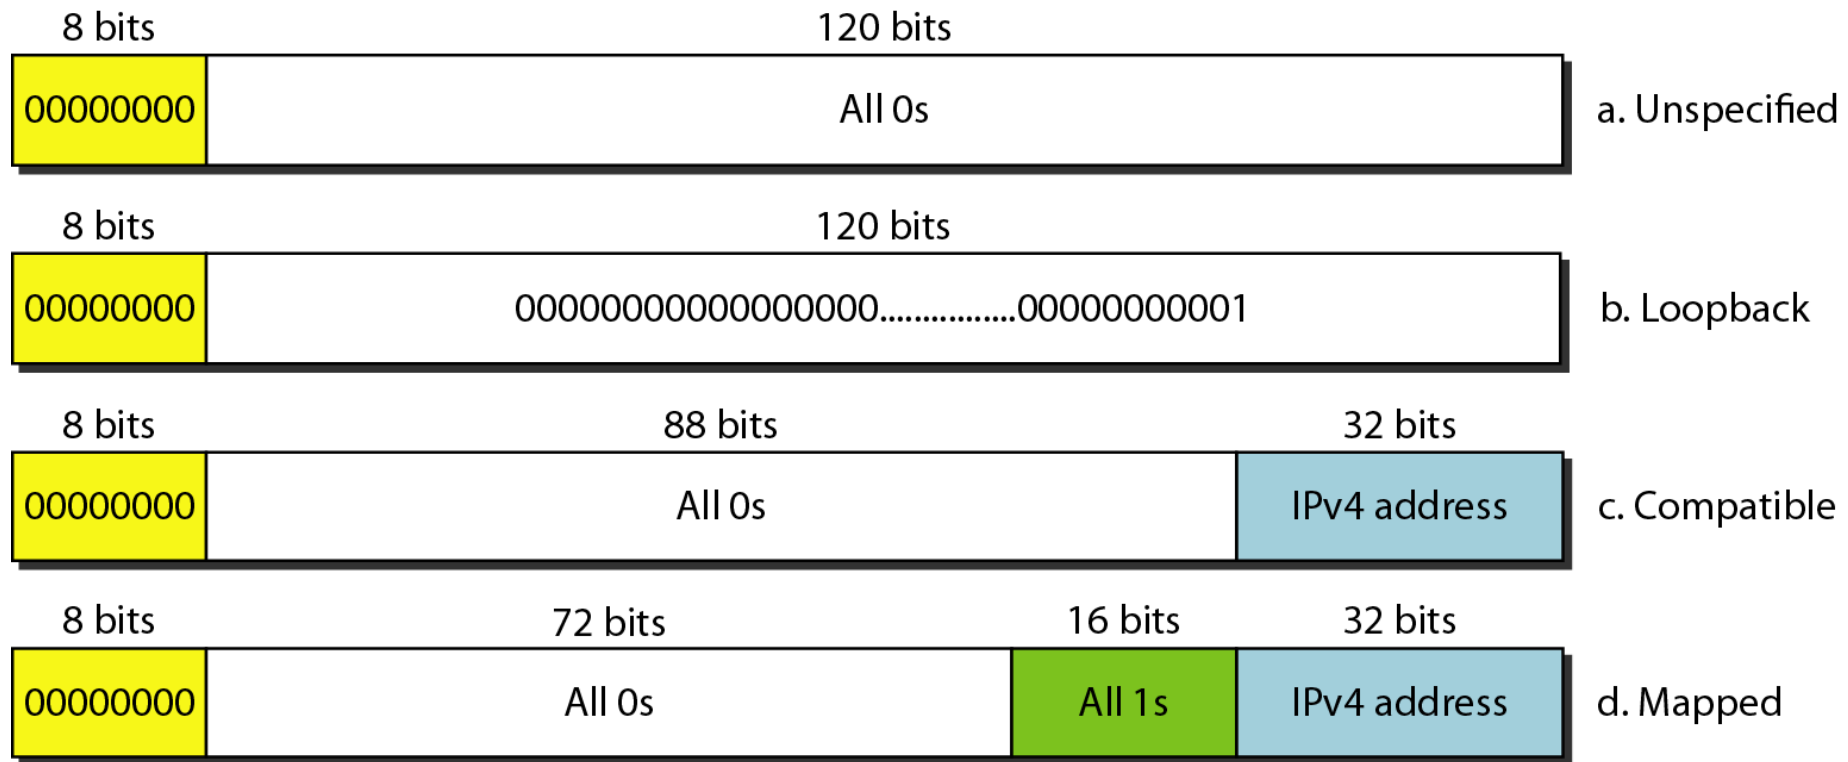 8 bits 120 bits
00000000 All 0s a. Unspecified
8 bits 120 bits
00000000 00000000000000000...............00000000001 b. Loopback
8 bits 88 bits 32 bits
00000000 All 0s IPv4 address c. Compatible
8 bits 72 bits 16 bits 32 bits
00000000 All 0s All 1s IPv4 address d. Mapped